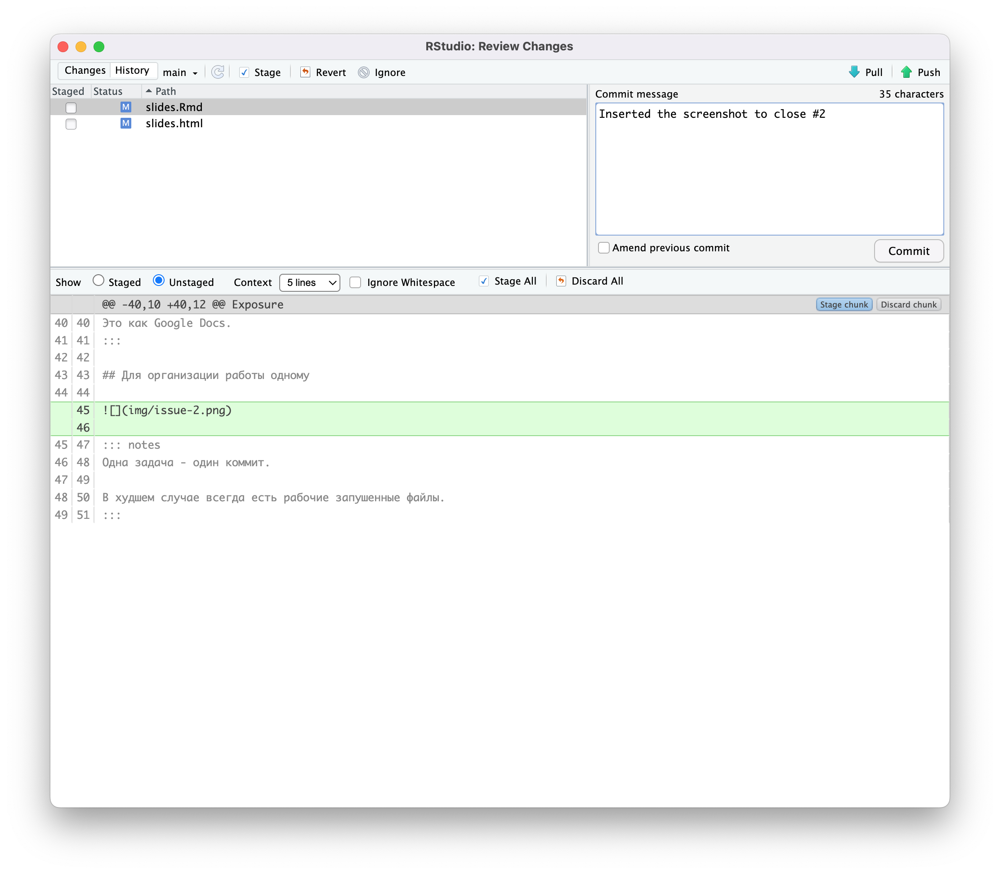 RStudio: Review Changes
Changes History main Stage Revert Ignore Pull Push
Staged Status Path
M slides.Rmd
M slides.html
Commit message 35 characters
Inserted the screenshot to close #2
Amend previous commit Commit
Show Staged Unstaged Context 5 lines Ignore Whitespace Stage All Discard All
@@ -40,10 +40,12 @@ Exposure Stage chunk Discard chunk
40 40 Это как Google Docs.
41 41 :::
42 42
43 43 ## Для организации работы одному
44 44
45 ![](img/issue-2.png)
46
45 47 ::: notes
46 48 Одна задача - один коммит.
47 49
48 50 В худшем случае всегда есть рабочие запушенные файлы.
49 51 :::